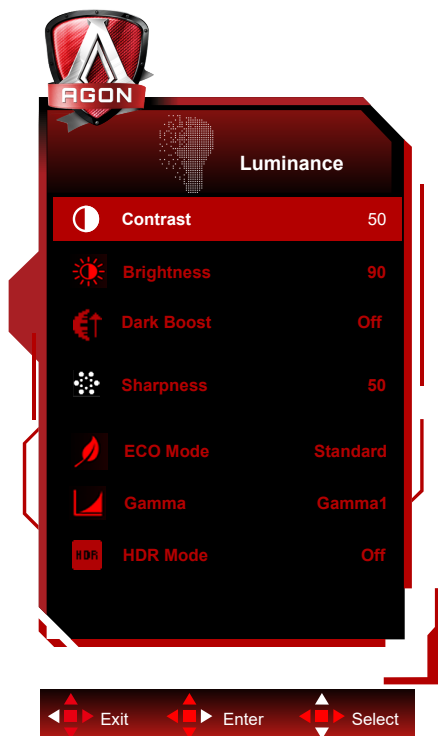 AGON
Luminance
Contrast 50
Brightness 90
Dark Boost Off
Sharpness 50
ECO Mode Standard
Gamma Gamma1
HDR HDR Mode Off
Exit Enter Select